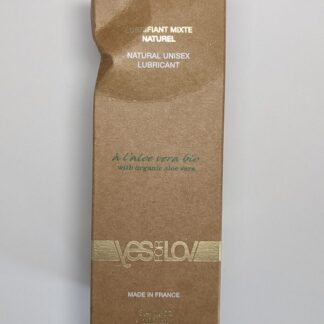 LUBRIFIANT MIXTE
NATUREL
NATURAL UNISEX
LUBRICANT
à l'aloe vera bio
with organic aloe vera
YES FOR LOV
MADE IN FRANCE